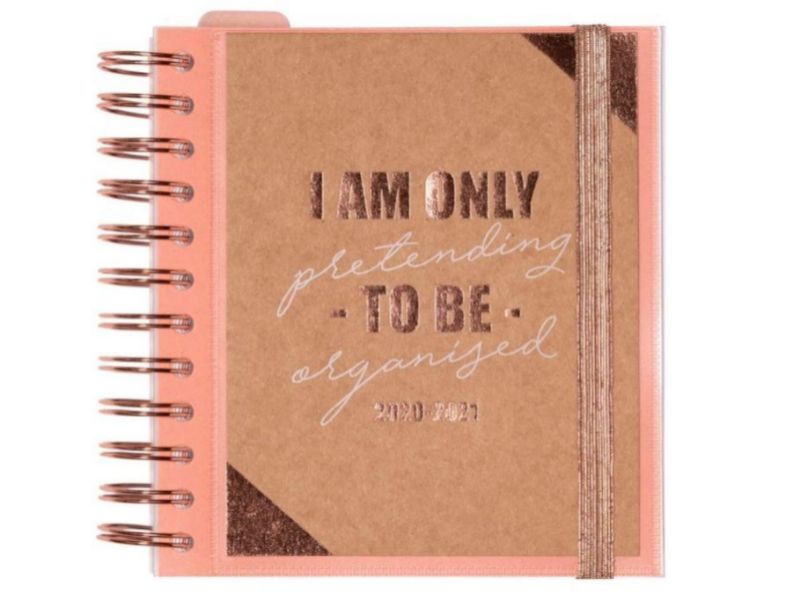 I AM ONLY
pretending
- TO BE -
organised
2020-2021